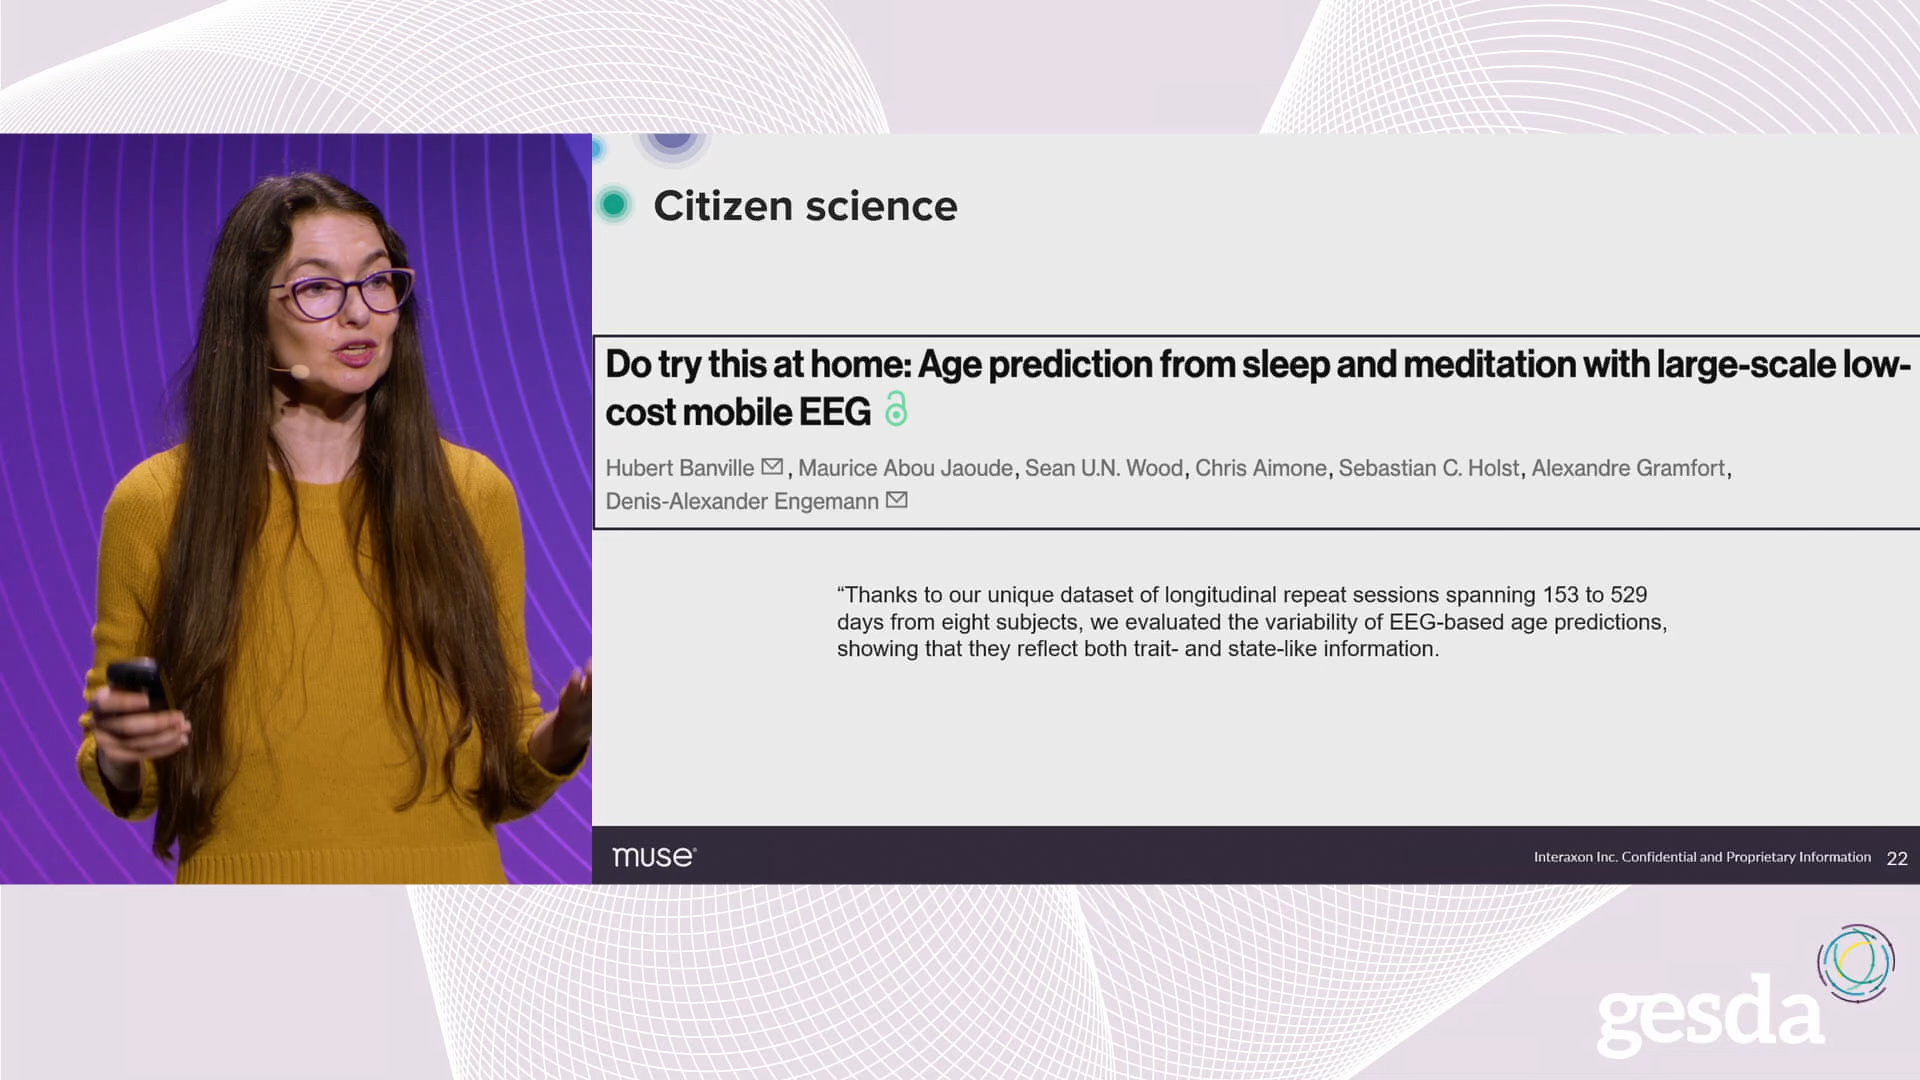 Citizen science
Do try this at home: Age prediction from sleep and meditation with large-scale low-
cost mobile EEG
Hubert Banville, Maurice Abou Jaoude, Sean U.N. Wood, Chris Aimone, Sebastian C. Holst, Alexandre Gramfort,
Denis-Alexander Engemann
“Thanks to our unique dataset of longitudinal repeat sessions spanning 153 to 529
days from eight subjects, we evaluated the variability of EEG-based age predictions,
showing that they reflect both trait- and state-like information.
muse®
Interaxon Inc. Confidential and Proprietary Information 22
gesda